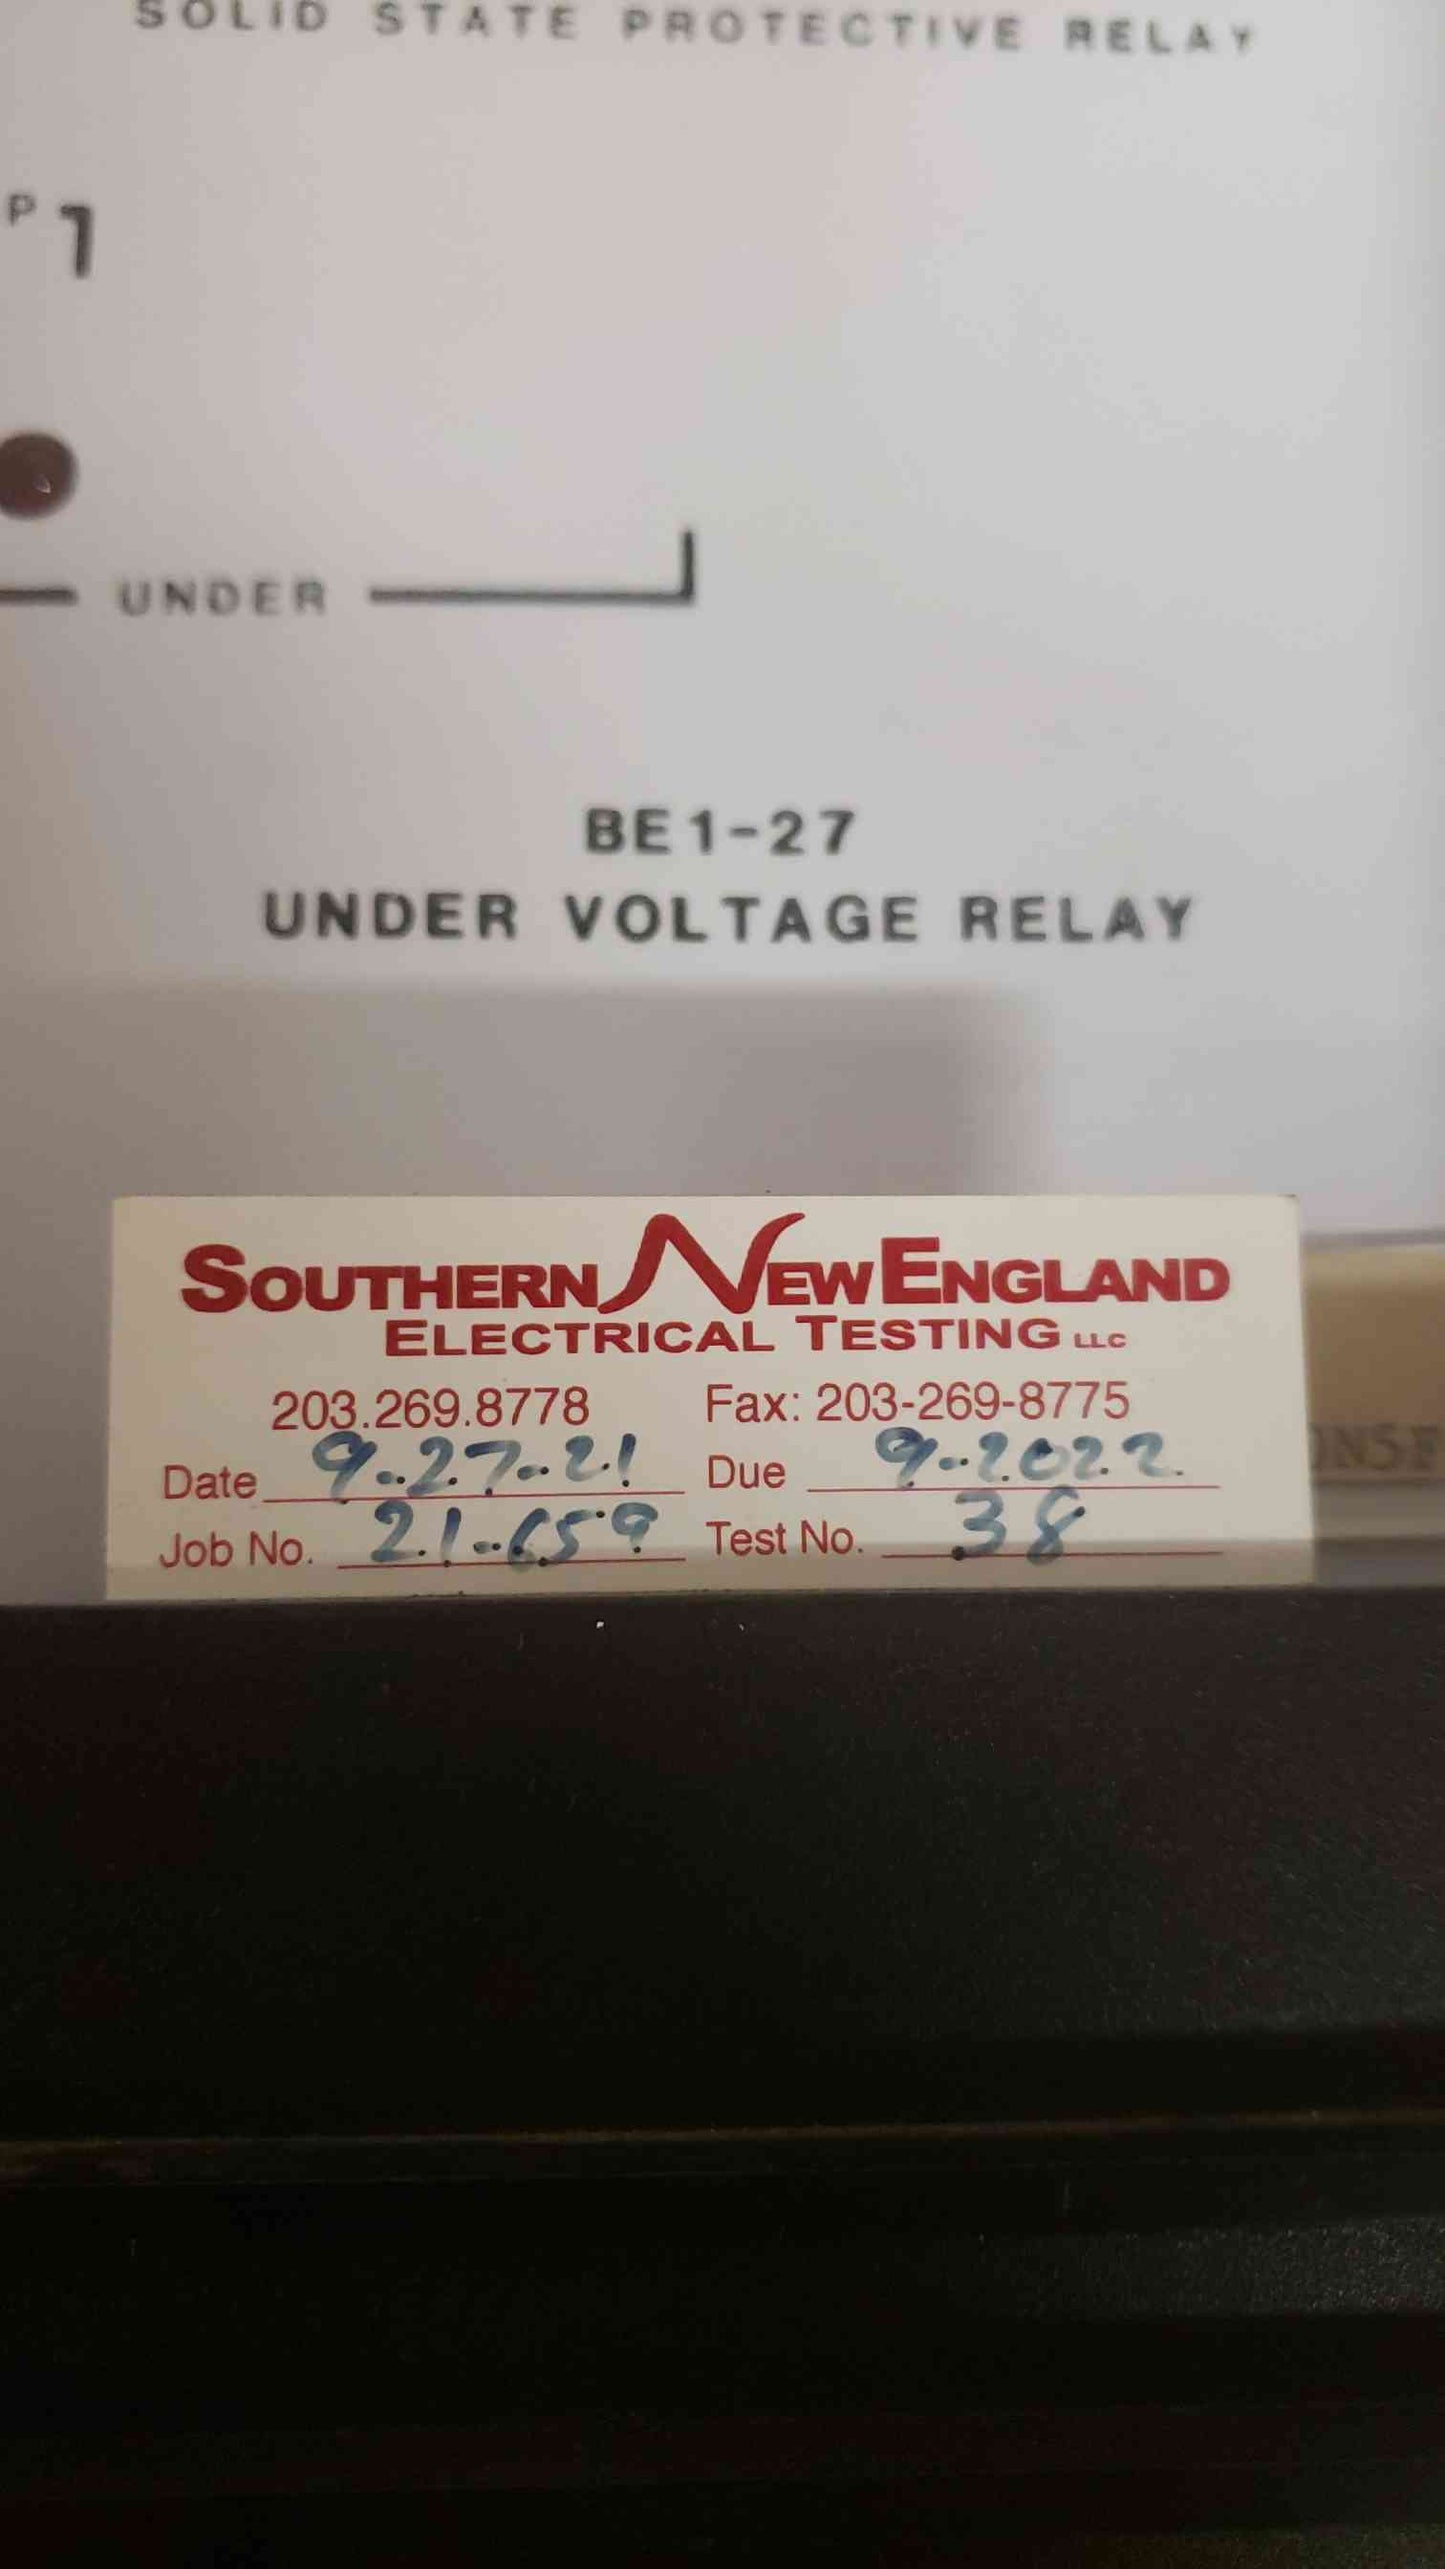 SOLID STATE PROTECTIVE RELAY
P 1
UNDER
BE1-27
UNDER VOLTAGE RELAY
SOUTHERN NEW ENGLAND
ELECTRICAL TESTING LLC
203.269.8778 Fax: 203-269-8775
Date 9-27-21 Due 9-2022
Job No. 21-659 Test No. 38